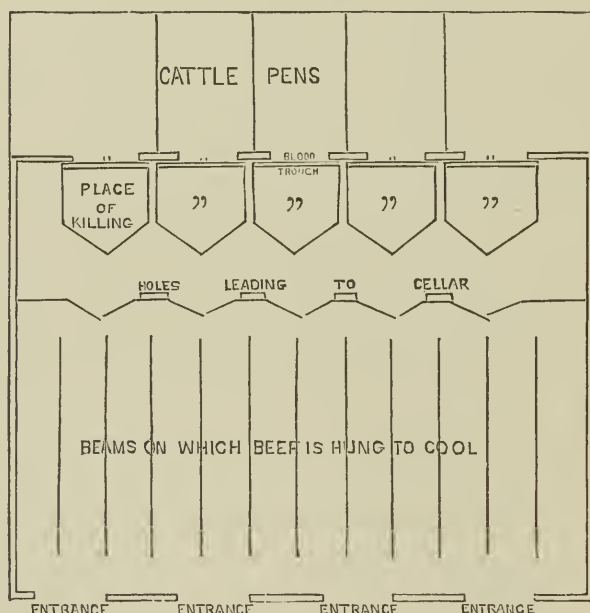 CATTLE PENS
" " BLOOD " "
TROUCH
PLACE
OF
KILLING
" " " "
HOLES LEADING TO CELLAR
BEAMS ON WHICH BEEF IS HUNG TO COOL
ENTRANCE ENTRANCE ENTRANCE ENTRANCE